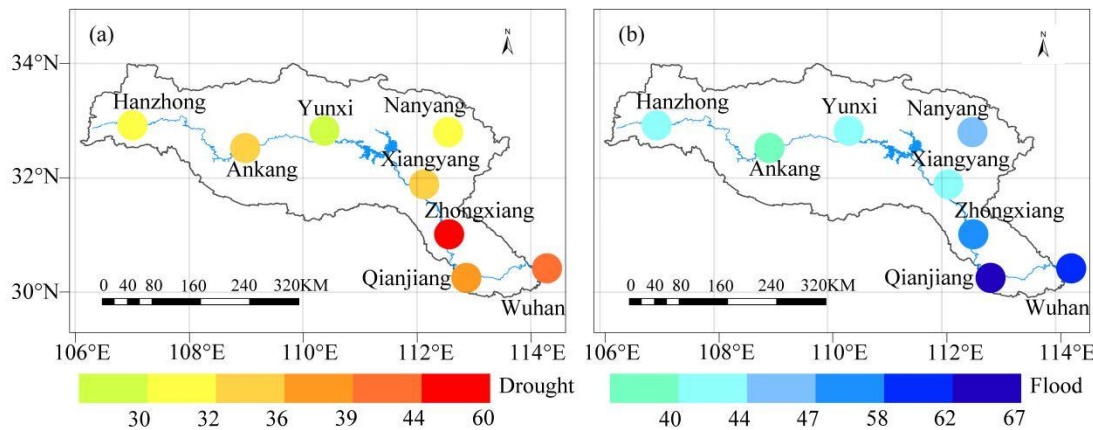 (a)
N
34°N
32°N
30°N
Hanzhong
Yunxi
Nanyang
Ankang
Xiangyang
Zhongxiang
Qianjiang
Wuhan
0 40 80 160 240 320KM
106°E 108°E 110°E 112°E 114°E
Drought
30 32 36 39 44 60
(b)
N
Hanzhong
Yunxi
Nanyang
Ankang
Xiangyang
Zhongxiang
Qianjiang
Wuhan
0 40 80 160 240 320KM
106°E 108°E 110°E 112°E 114°E
Flood
40 44 47 58 62 67